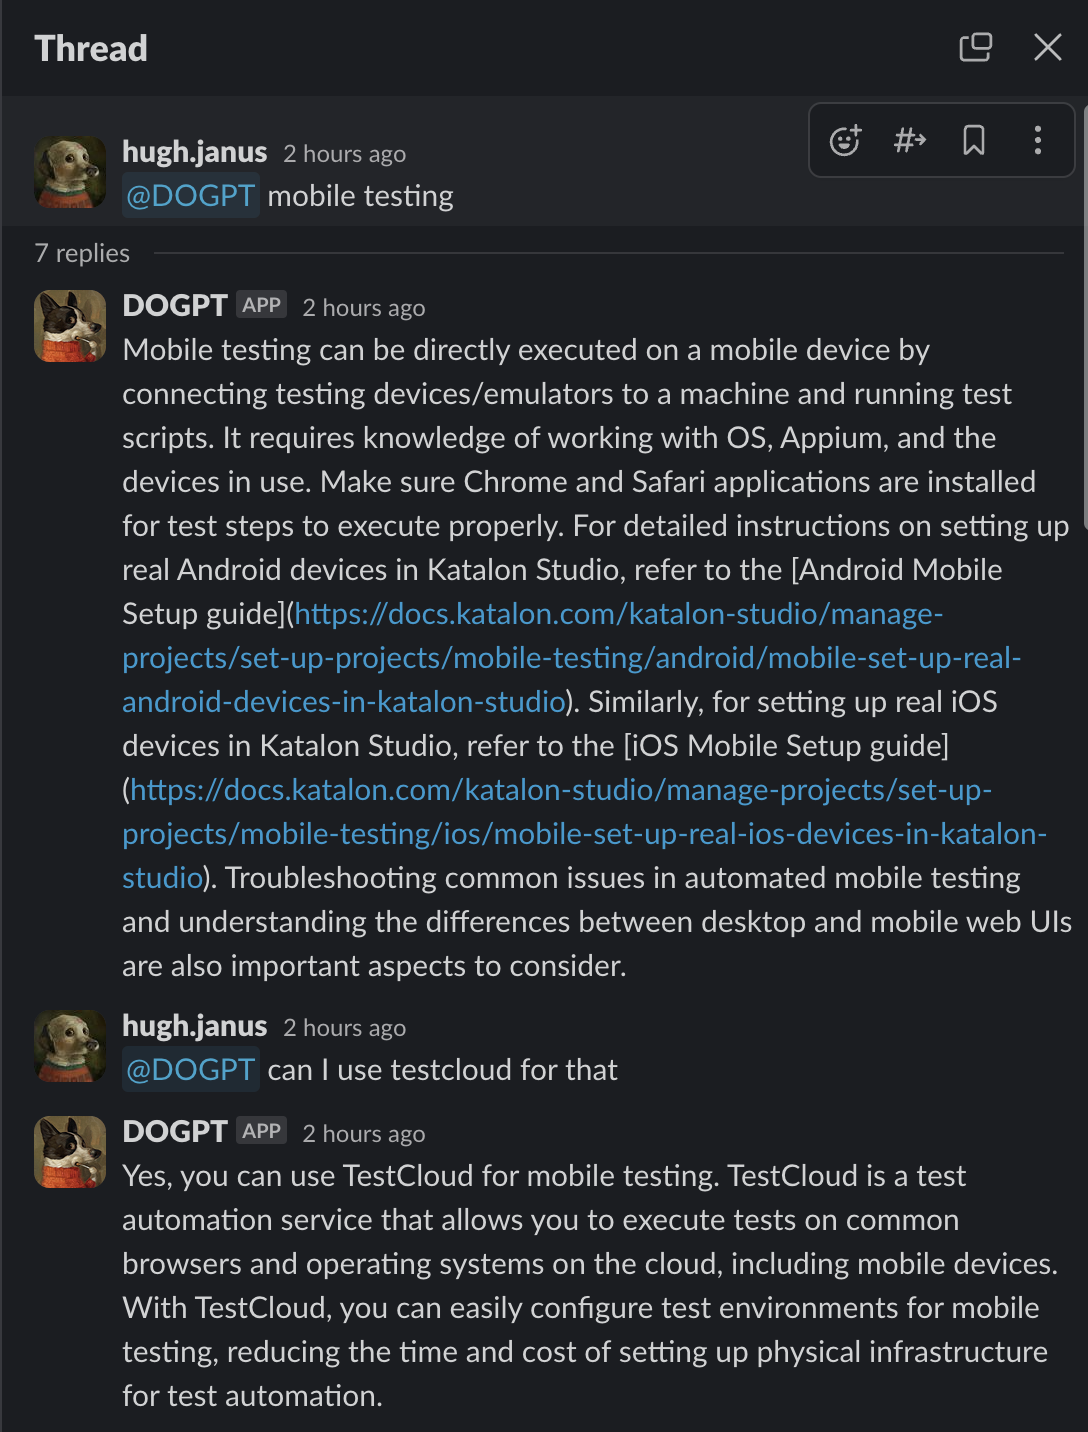 Thread
hugh.janus 2 hours ago
@DOGPT mobile testing
7 replies
DOGPT APP 2 hours ago
Mobile testing can be directly executed on a mobile device by
connecting testing devices/emulators to a machine and running test
scripts. It requires knowledge of working with OS, Appium, and the
devices in use. Make sure Chrome and Safari applications are installed
for test steps to execute properly. For detailed instructions on setting up
real Android devices in Katalon Studio, refer to the [Android Mobile
Setup guide](https://docs.katalon.com/katalon-studio/manage-
projects/set-up-projects/mobile-testing/android/mobile-set-up-real-
android-devices-in-katalon-studio). Similarly, for setting up real iOS
devices in Katalon Studio, refer to the [iOS Mobile Setup guide]
(https://docs.katalon.com/katalon-studio/manage-projects/set-up-
projects/mobile-testing/ios/mobile-set-up-real-ios-devices-in-katalon-
studio). Troubleshooting common issues in automated mobile testing
and understanding the differences between desktop and mobile web UIs
are also important aspects to consider.
hugh.janus 2 hours ago
@DOGPT can I use testcloud for that
DOGPT APP 2 hours ago
Yes, you can use TestCloud for mobile testing. TestCloud is a test
automation service that allows you to execute tests on common
browsers and operating systems on the cloud, including mobile devices.
With TestCloud, you can easily configure test environments for mobile
testing, reducing the time and cost of setting up physical infrastructure
for test automation.